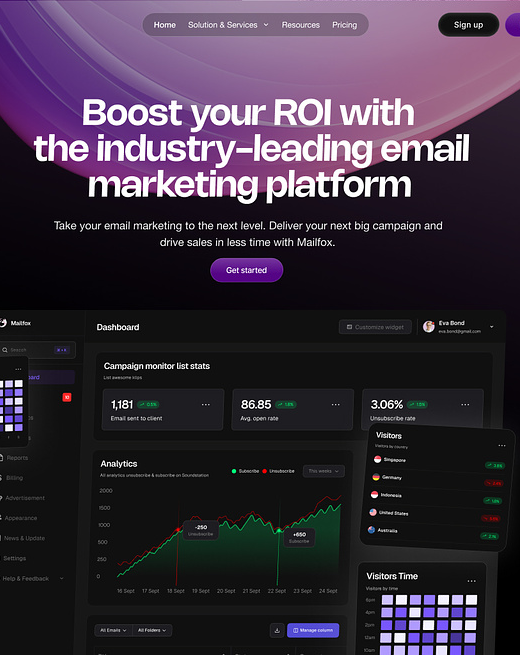 Home Solution & Services Resources Pricing Sign up
Boost your ROI with
the industry-leading email
marketing platform
Take your email marketing to the next level. Deliver your next big campaign and
drive sales in less time with Mailfox.
Get started
Mailfox
Dashboard
Customize widget
Eva Bond
eva.bond@gmail.com
Search
Campaign monitor list stats
List awesome klips
1,181
Email sent to client
86.85
Avg. open rate
3.06%
Unsubscribe rate
Reports
Billing
Advertisement
Appearance
News & Update
Settings
Help & Feedback
Analytics
All analytics unsubscribe & subscribe on Soundstation
Subscribe Unsubscribe
This weeks
2000
1500
1000
500
250
0
-250
Unsubscribe
+650
Subscribe
16 Sept 17 Sept 18 Sept 19 Sept 20 Sept 21 Sept 22 Sept 23 Sept 24 Sept
Visitors
Visitors by country
Singapore
Germany
Indonesia
United States
Australia
Visitors Time
Visitors by time
6pm
4pm
2pm
12am
10am
All Emails All Folders
Manage column